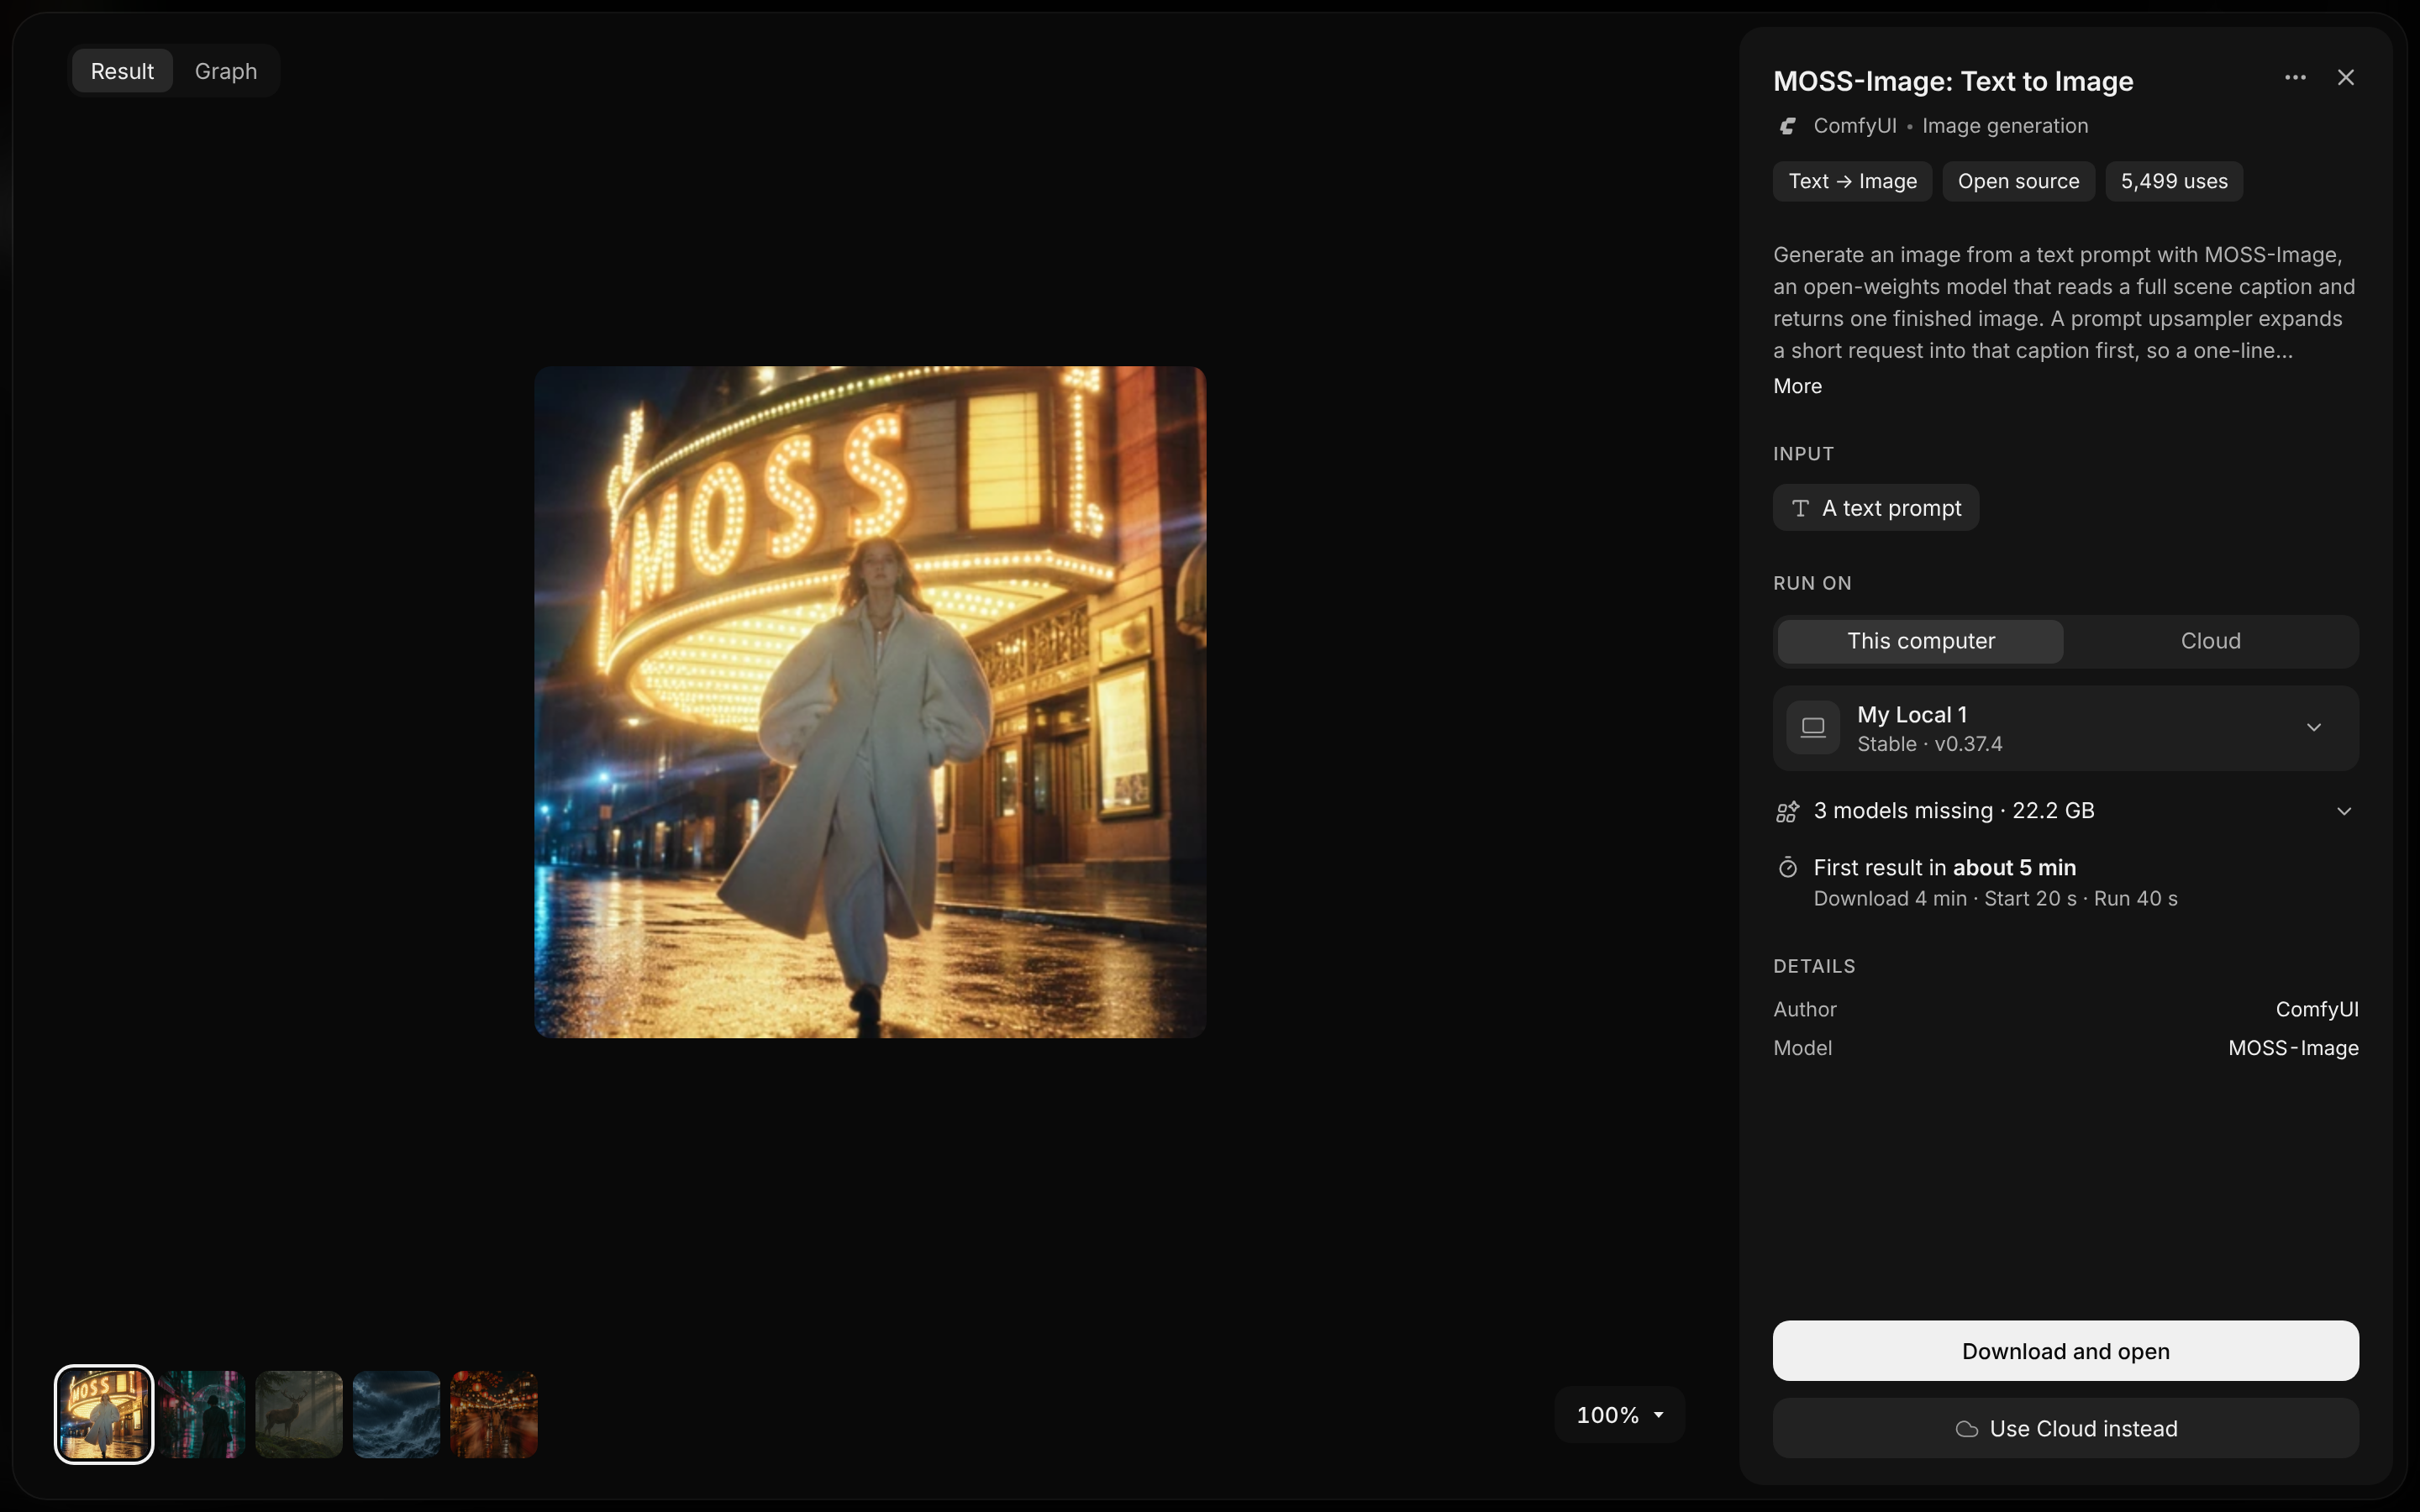 Result
Graph
MOSS
MOSS-Image: Text to Image
ComfyUI • Image generation
Text → Image
Open source
5,499 uses
Generate an image from a text prompt with MOSS-Image,
an open-weights model that reads a full scene caption and
returns one finished image. A prompt upsampler expands
a short request into that caption first, so a one-line...
More
INPUT
A text prompt
RUN ON
This computer
Cloud
My Local 1
Stable · v0.37.4
3 models missing · 22.2 GB
First result in about 5 min
Download 4 min · Start 20 s · Run 40 s
DETAILS
Author
ComfyUI
Model
MOSS-Image
Download and open
Use Cloud instead
MOSS
100%